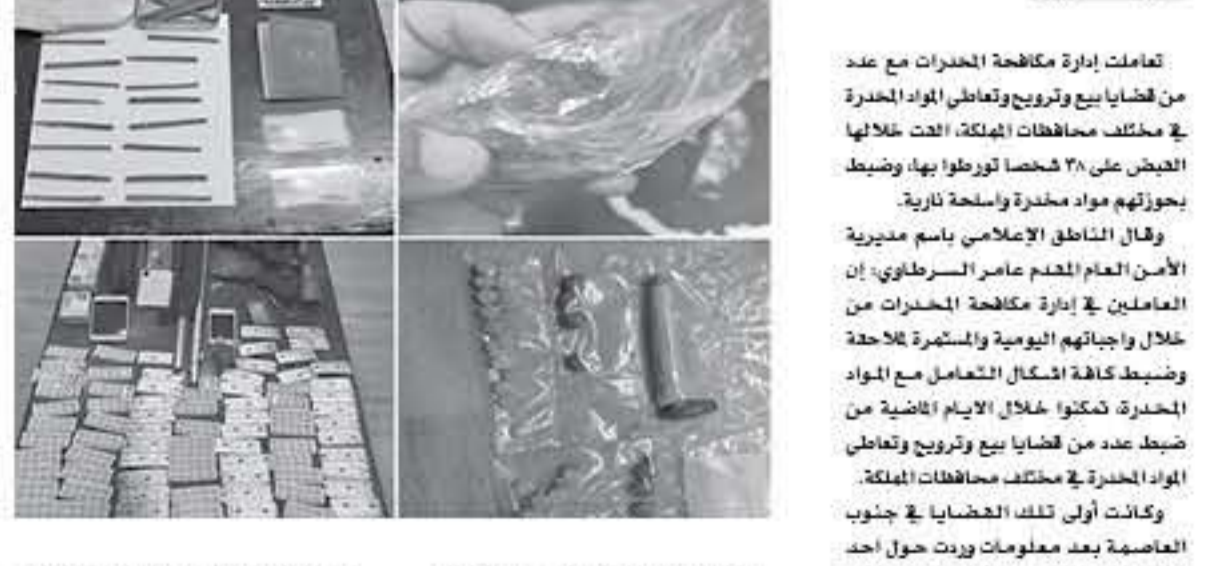 تعاملت إدارة مكافحة المخدرات مع عدد
من قضايا بيع وترويج وتعاطي المواد المخدرة
في مختلف محافظات المملكة، القت خلالها
القبض على ٣٨ شخصا تورطوا بها، وضبط
بحوزتهم مواد مخدرة واسلحة نارية.
وقال الناطق الإعلامي باسم مديرية
الأمن العام المقدم عامر السرطاوي، إن
العاملين في إدارة مكافحة المخدرات من
خلال واجباتهم اليومية والمستمرة لملاحقة
وضبط كافة اشكال التعامل مع المواد
المخدرة، تمكنوا خلال الايام الماضية من
ضبط عدد من قضايا بيع وترويج وتعاطي
المواد المخدرة في مختلف محافظات المملكة.
وكانت أولى تلك القضايا في جنوب
العاصمة بعد معلومات وردت حول احد